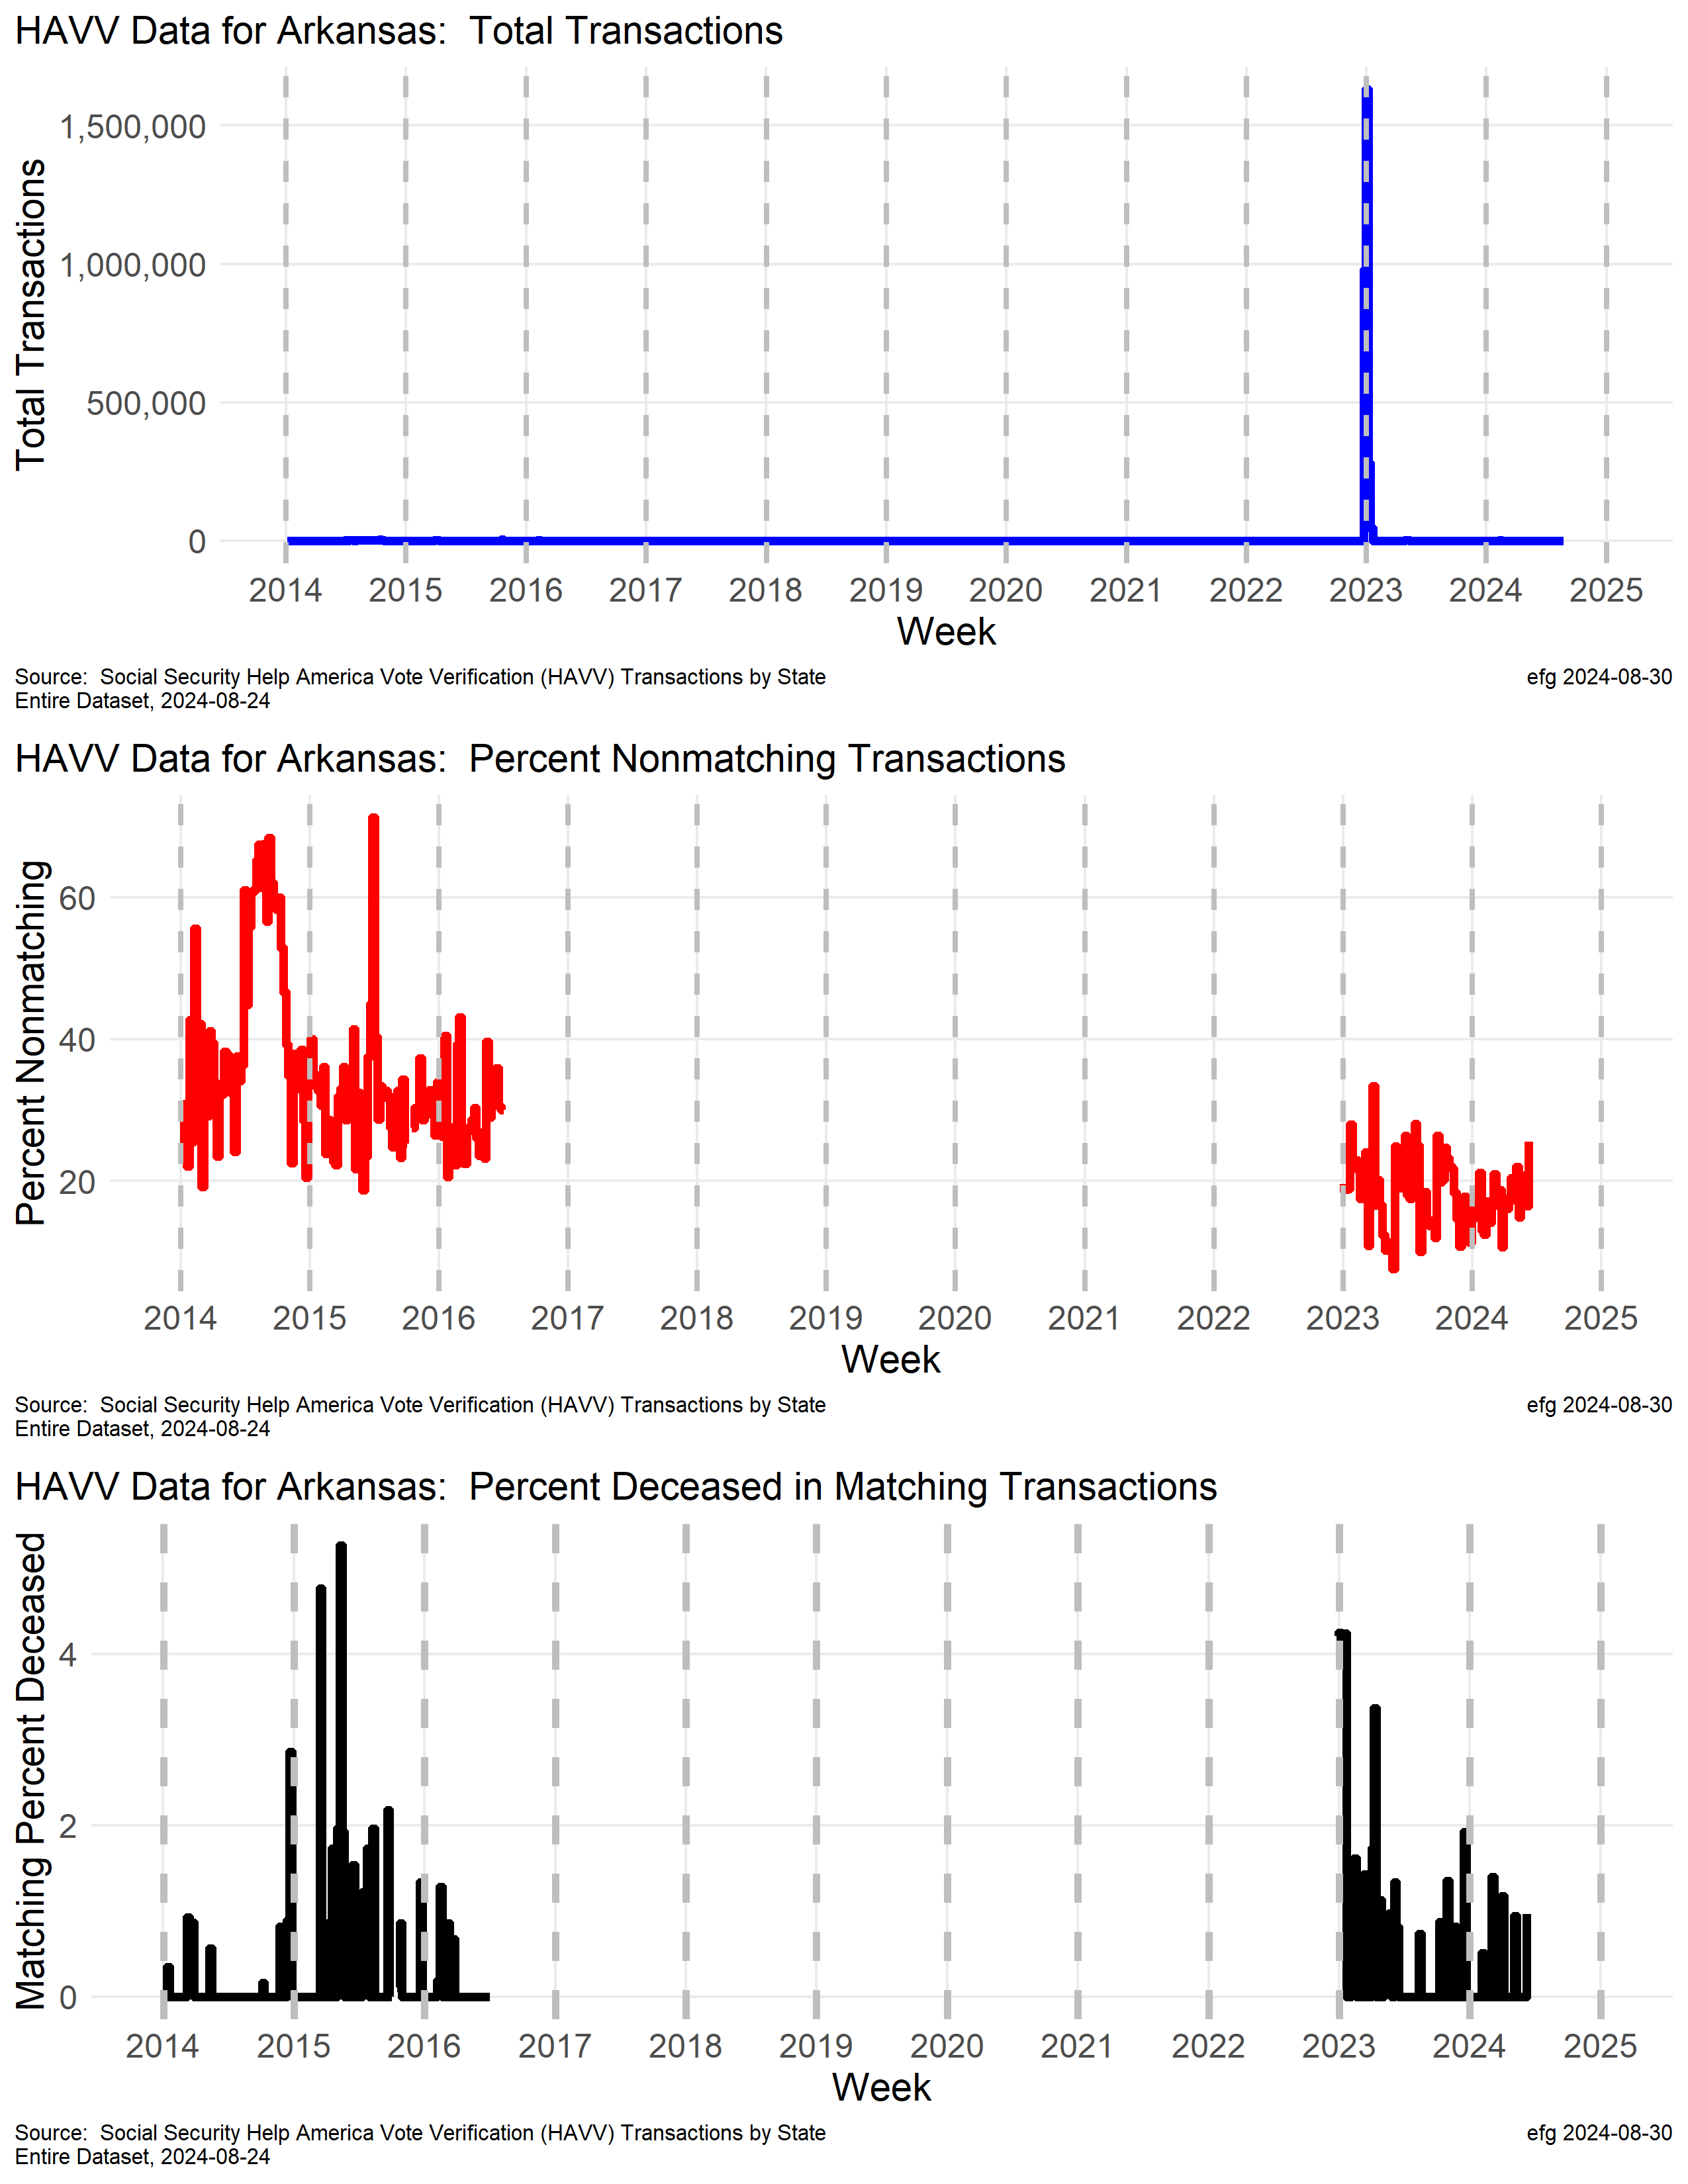 HAVV Data for Arkansas:  Total Transactions
Total Transactions
1,500,000
1,000,000
500,000
0
2014 2015 2016 2017 2018 2019 2020 2021 2022 2023 2024 2025
Week
Source:  Social Security Help America Vote Verification (HAVV) Transactions by State efg 2024-08-30
Entire Dataset, 2024-08-24
HAVV Data for Arkansas:  Percent Nonmatching Transactions
Percent Nonmatching
60
40
20
2014 2015 2016 2017 2018 2019 2020 2021 2022 2023 2024 2025
Week
Source:  Social Security Help America Vote Verification (HAVV) Transactions by State efg 2024-08-30
Entire Dataset, 2024-08-24
HAVV Data for Arkansas:  Percent Deceased in Matching Transactions
Matching Percent Deceased
4
2
0
2014 2015 2016 2017 2018 2019 2020 2021 2022 2023 2024 2025
Week
Source:  Social Security Help America Vote Verification (HAVV) Transactions by State efg 2024-08-30
Entire Dataset, 2024-08-24